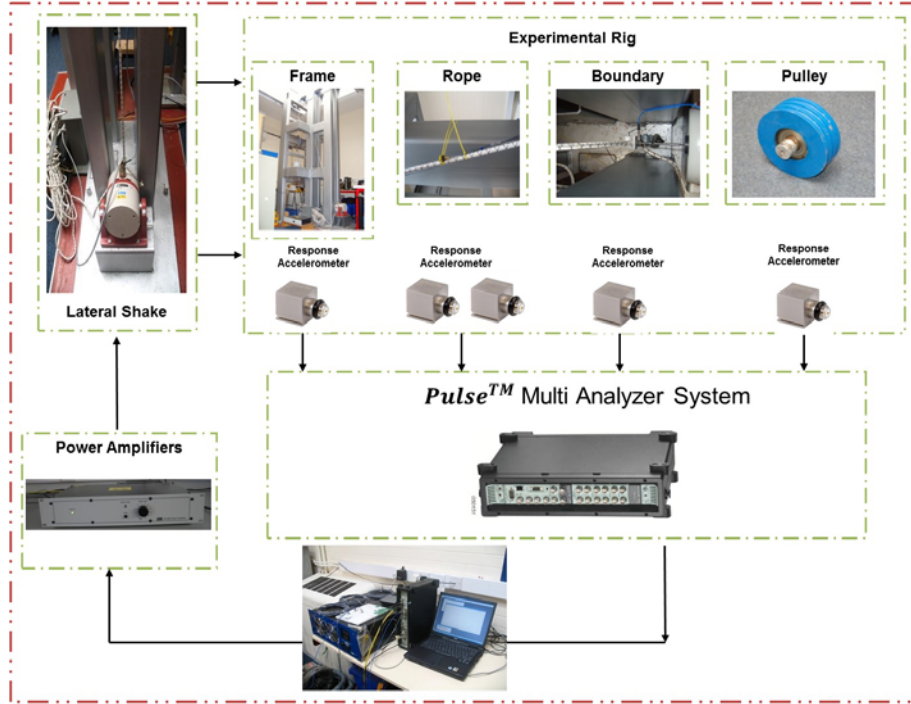 Experimental Rig
Frame
Rope
Boundary
Pulley
Response
Accelerometer
Response
Accelerometer
Response
Accelerometer
Response
Accelerometer
Lateral Shake
Pulse™ Multi Analyzer System
Power Amplifiers